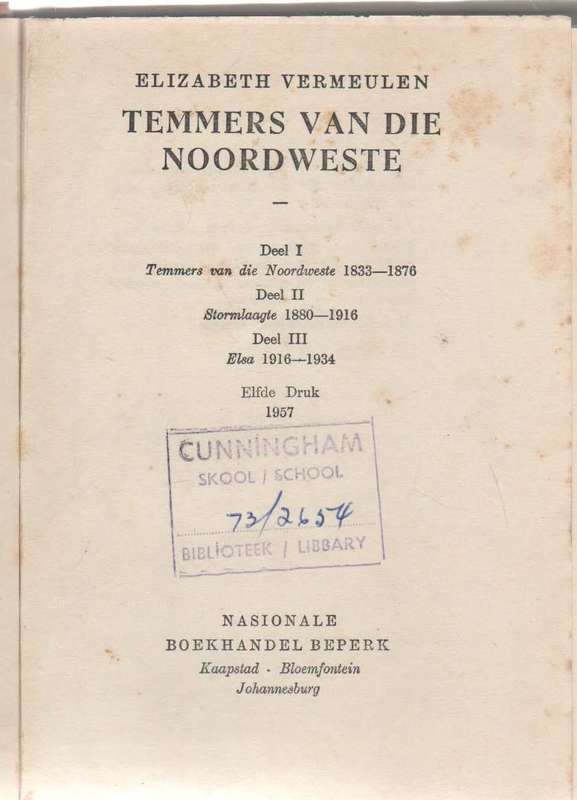 ELIZABETH VERMEULEN
TEMMERS VAN DIE
NOORDWESTE
—
Deel I
Temmers van die Noordweste 1833—1876
Deel II
Stormlaagte 1880—1916
Deel III
Elsa 1916—1934
Elfde Druk
1957
CUNNINGHAM
SKOOL / SCHOOL
73/2654
BIBLIOTEEK / LIBBARY
NASIONALE
BOEKHANDEL BEPERK
Kaapstad - Bloemfontein
Johannesburg